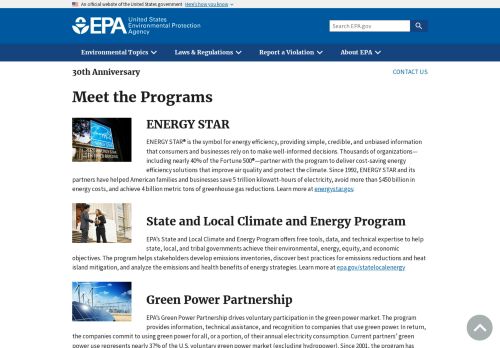 An official website of the United States government Here's how you know
EPA United States
Environmental Protection
Agency
Search EPA.gov
Environmental Topics Laws & Regulations Report a Violation About EPA
30th Anniversary CONTACT US
Meet the Programs
ENERGY STAR
ENERGY STAR® is the symbol for energy efficiency, providing simple, credible, and unbiased information
that consumers and businesses rely on to make well-informed decisions. Thousands of organizations—
including nearly 40% of the Fortune 500®—partner with the program to deliver cost-saving energy
efficiency solutions that improve air quality and protect the climate. Since 1992, ENERGY STAR and its
partners have helped American families and businesses save 5 trillion kilowatt-hours of electricity, avoid more than $450 billion in
energy costs, and achieve 4 billion metric tons of greenhouse gas reductions. Learn more at energystar.gov.
State and Local Climate and Energy Program
EPA's State and Local Climate and Energy Program offers free tools, data, and technical expertise to help
state, local, and tribal governments achieve their environmental, energy, equity, and economic
objectives. The program helps stakeholders develop emissions inventories, discover best practices for emissions reductions and heat
island mitigation, and analyze the emissions and health benefits of energy strategies. Learn more at epa.gov/statelocalenergy
Green Power Partnership
EPA's Green Power Partnership drives voluntary participation in the green power market. The program
provides information, technical assistance, and recognition to companies that use green power. In return,
the companies commit to using green power for all, or a portion, of their annual electricity consumption. Current partners' green
power use represents nearly 37% of the U.S. voluntary green power market (excluding hydropower). Since 2001, the program has